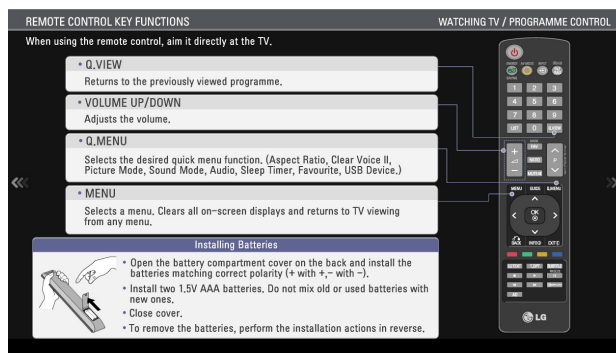 REMOTE CONTROL KEY FUNCTIONS
WATCHING TV / PROGRAMME CONTROL
When using the remote control, aim it directly at the TV.
• Q.VIEW
Returns to the previously viewed programme.
• VOLUME UP/DOWN
Adjusts the volume.
• Q.MENU
Selects the desired quick menu function. (Aspect Ratio, Clear Voice II,
Picture Mode, Sound Mode, Audio, Sleep Timer, Favourite, USB Device.)
• MENU
Selects a menu. Clears all on-screen displays and returns to TV viewing
from any menu.
Installing Batteries
• Open the battery compartment cover on the back and install the
batteries matching correct polarity (+ with +,- with -).
• Install two 1.5V AAA batteries. Do not mix old or used batteries with
new ones.
• Close cover.
• To remove the batteries, perform the installation actions in reverse.
1 2 3
4 5 6
7 8 9
LIST 0 Q.VIEW
+ FAV
RATIO P
- MUTE
MENU GUIDE Q.MENU
OK
BACK INFO EXIT
LG